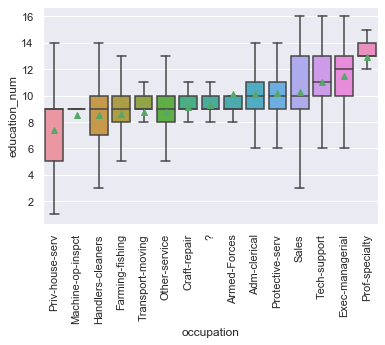 16
14
12
10
8
6
4
2
education_num
Priv-house-serv
Machine-op-inspct
Handlers-cleaners
Farming-fishing
Transport-moving
Other-service
Craft-repair
?
Armed-Forces
Adm-clerical
Protective-serv
Sales
Tech-support
Exec-managerial
Prof-specialty
occupation